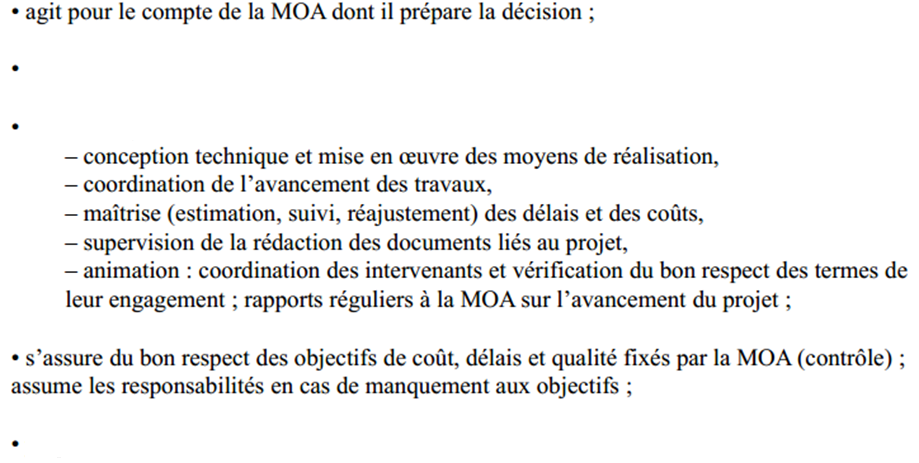 • agit pour le compte de la MOA dont il prépare la décision ;
•
•
– conception technique et mise en œuvre des moyens de réalisation,
– coordination de l’avancement des travaux,
– maîtrise (estimation, suivi, réajustement) des délais et des coûts,
– supervision de la rédaction des documents liés au projet,
– animation : coordination des intervenants et vérification du bon respect des termes de
leur engagement ; rapports réguliers à la MOA sur l’avancement du projet ;
• s’assure du bon respect des objectifs de coût, délais et qualité fixés par la MOA (contrôle) ;
assume les responsabilités en cas de manquement aux objectifs ;
•